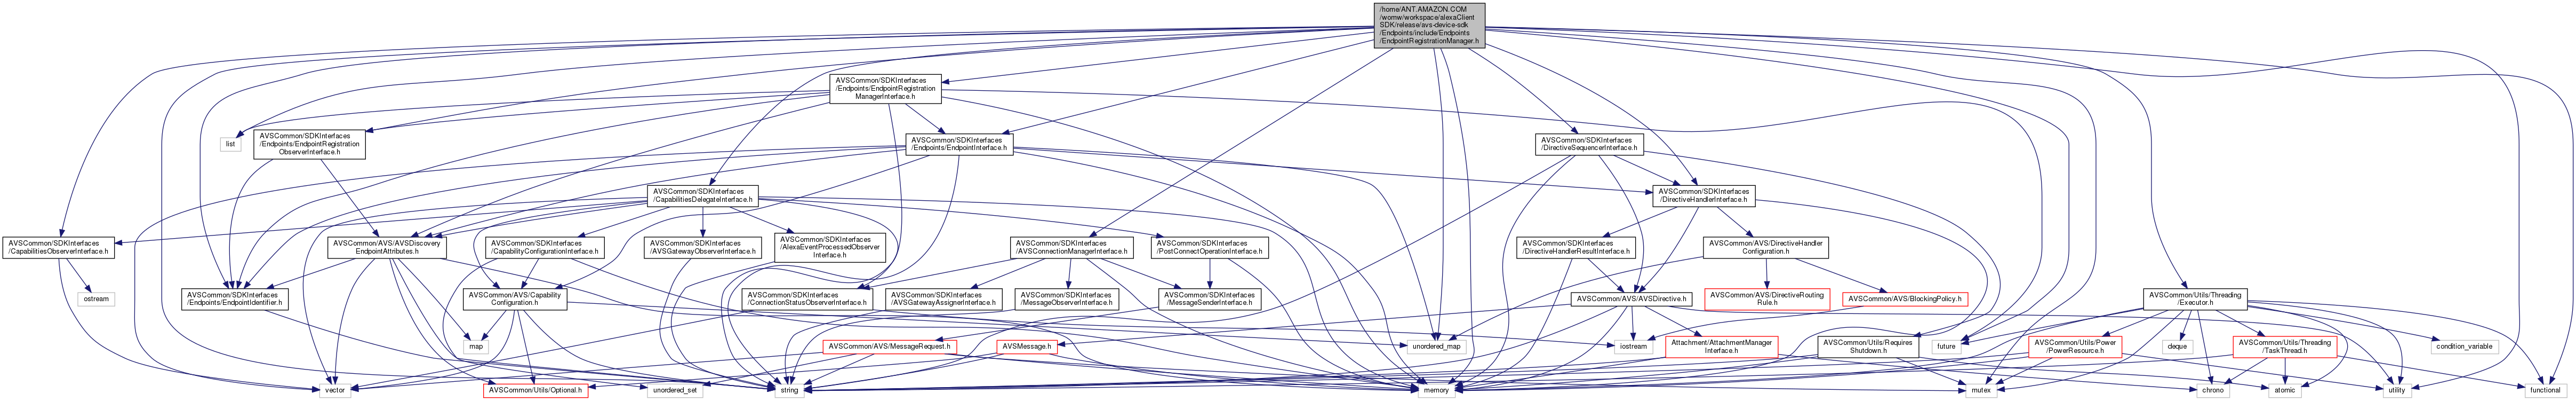 /home/ANT.AMAZON.COM
/womw/workspace/alexaClient
SDK/release/avs-device-sdk
/Endpoints/include/Endpoints
/EndpointRegistrationManager.h
AVSCommon/SDKInterfaces
/Endpoints/EndpointRegistration
ManagerInterface.h
list
AVSCommon/SDKInterfaces
/Endpoints/EndpointRegistration
ObserverInterface.h
AVSCommon/SDKInterfaces
/Endpoints/EndpointInterface.h
AVSCommon/SDKInterfaces
/DirectiveSequencerInterface.h
AVSCommon/SDKInterfaces
/CapabilitiesDelegateInterface.h
AVSCommon/SDKInterfaces
/DirectiveHandlerInterface.h
AVSCommon/SDKInterfaces
/CapabilitiesObserverInterface.h
AVSCommon/AVS/AVSDiscovery
EndpointAttributes.h
AVSCommon/SDKInterfaces
/CapabilityConfigurationInterface.h
AVSCommon/SDKInterfaces
/AVSGatewayObserverInterface.h
AVSCommon/SDKInterfaces
/AlexaEventProcessedObserver
Interface.h
AVSCommon/SDKInterfaces
/AVSConnectionManagerInterface.h
AVSCommon/SDKInterfaces
/PostConnectOperationInterface.h
AVSCommon/SDKInterfaces
/DirectiveHandlerResultInterface.h
AVSCommon/AVS/DirectiveHandler
Configuration.h
ostream
AVSCommon/SDKInterfaces
/Endpoints/EndpointIdentifier.h
AVSCommon/AVS/Capability
Configuration.h
AVSCommon/SDKInterfaces
/ConnectionStatusObserverInterface.h
AVSCommon/SDKInterfaces
/AVSGatewayAssignerInterface.h
AVSCommon/SDKInterfaces
/MessageObserverInterface.h
AVSCommon/SDKInterfaces
/MessageSenderInterface.h
AVSCommon/AVS/AVSDirective.h
AVSCommon/AVS/DirectiveRouting
Rule.h
AVSCommon/AVS/BlockingPolicy.h
AVSCommon/Utils/Threading
/Executor.h
map
AVSCommon/AVS/MessageRequest.h
AVSMessage.h
unordered_map
iostream
Attachment/AttachmentManager
Interface.h
AVSCommon/Utils/Requires
Shutdown.h
future
AVSCommon/Utils/Power
/PowerResource.h
deque
AVSCommon/Utils/Threading
/TaskThread.h
condition_variable
vector
AVSCommon/Utils/Optional.h
unordered_set
string
memory
mutex
chrono
atomic
utility
functional